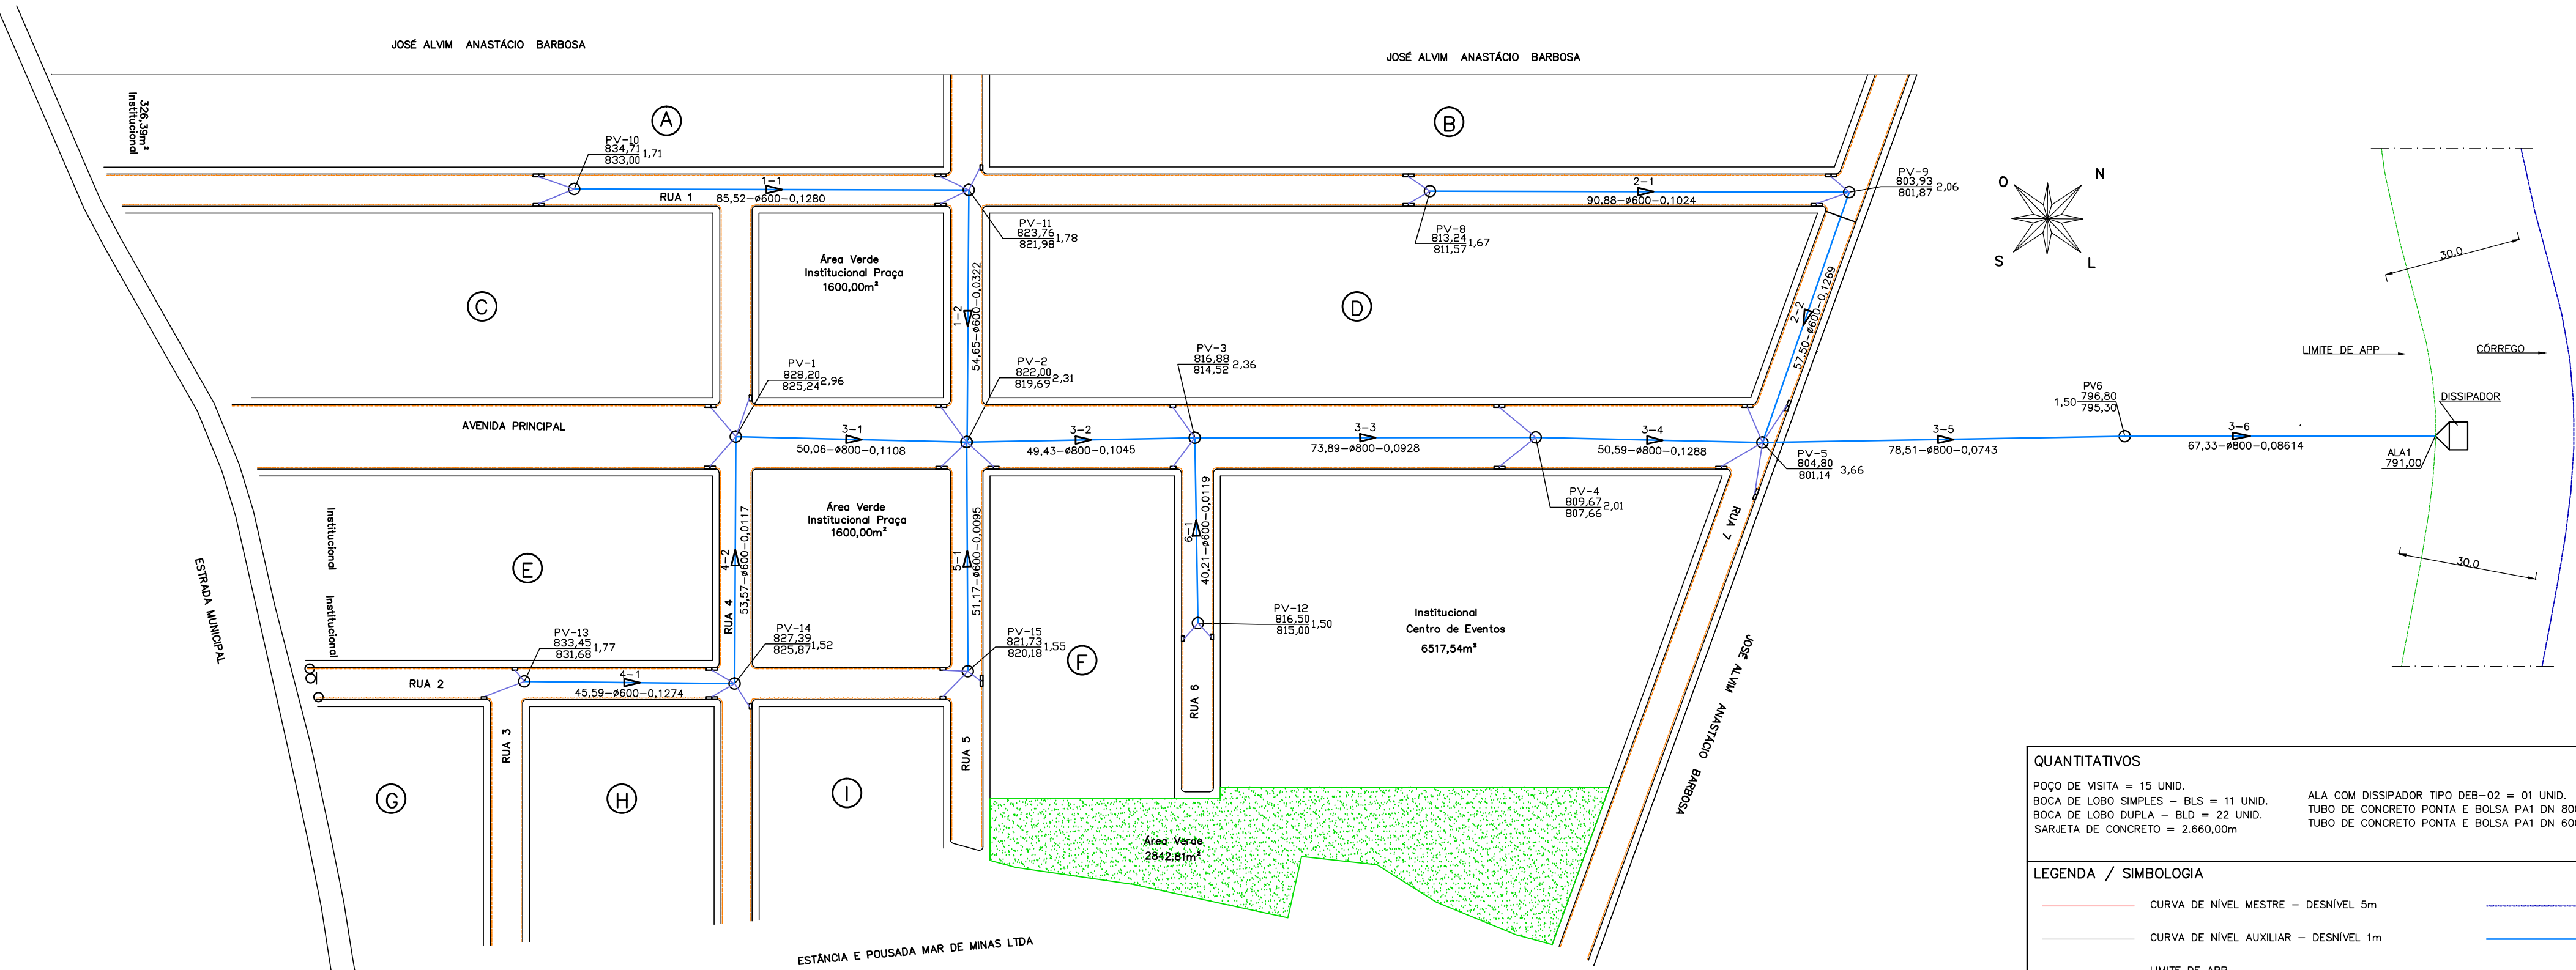 JOSÉ ALVIM ANASTÁCIO BARBOSA
JOSÉ ALVIM ANASTÁCIO BARBOSA
326,39m²
Institucional
A
B
PV-10
834,71
833,00
1,71
1-1
85,52-ø600-0,1280
RUA 1
2-1
90,88-ø600-0,1024
PV-9
803,93
801,87
2,06
O
N
S
L
PV-11
823,76
821,98
1,78
PV-8
813,24
811,57
1,67
Área Verde
Institucional Praça
1600,00m²
C
D
1-2
54,65-ø600-0,0322
2-2
57,50-ø600-0,1269
30.0
LIMITE DE APP
CÓRREGO
PV-1
828,20
825,24
2,96
PV-2
822,00
819,69
2,31
PV-3
816,88
814,52
2,36
PV6
796,80
795,30
1,50
DISSIPADOR
AVENIDA PRINCIPAL
3-1
50,06-ø800-0,1108
3-2
49,43-ø800-0,1045
3-3
73,89-ø800-0,0928
3-4
50,59-ø800-0,1288
3-5
78,51-ø800-0,0743
3-6
67,33-ø800-0,08614
PV-5
804,80
801,14
3,66
ALA1
791,00
PV-4
809,67
807,66
2,01
Institucional
Institucional
E
Área Verde
Institucional Praça
1600,00m²
4-2
53,57-ø600-0,0117
RUA 4
5-1
51,17-ø600-0,0095
6-1
40,21-ø600-0,0119
RUA 7
30.0
ESTRADA MUNICIPAL
PV-13
833,45
831,68
1,77
PV-14
827,39
825,87
1,52
PV-15
821,73
820,18
1,55
PV-12
816,50
815,00
1,50
Institucional
Centro de Eventos
6517,54m²
F
RUA 2
4-1
45,59-ø600-0,1274
RUA 3
RUA 5
RUA 6
JOSÉ ALVIM ANASTÁCIO BARBOSA
G
H
I
Área Verde
2842,81m²
ESTÂNCIA E POUSADA MAR DE MINAS LTDA
QUANTITATIVOS
POÇO DE VISITA = 15 UNID.
BOCA DE LOBO SIMPLES - BLS = 11 UNID.
BOCA DE LOBO DUPLA - BLD = 22 UNID.
SARJETA DE CONCRETO = 2.660,00m
ALA COM DISSIPADOR TIPO DEB-02 = 01 UNID.
TUBO DE CONCRETO PONTA E BOLSA PA1 DN 80
TUBO DE CONCRETO PONTA E BOLSA PA1 DN 60
LEGENDA / SIMBOLOGIA
CURVA DE NÍVEL MESTRE - DESNÍVEL 5m
CURVA DE NÍVEL AUXILIAR - DESNÍVEL 1m
LIMITE DE APP